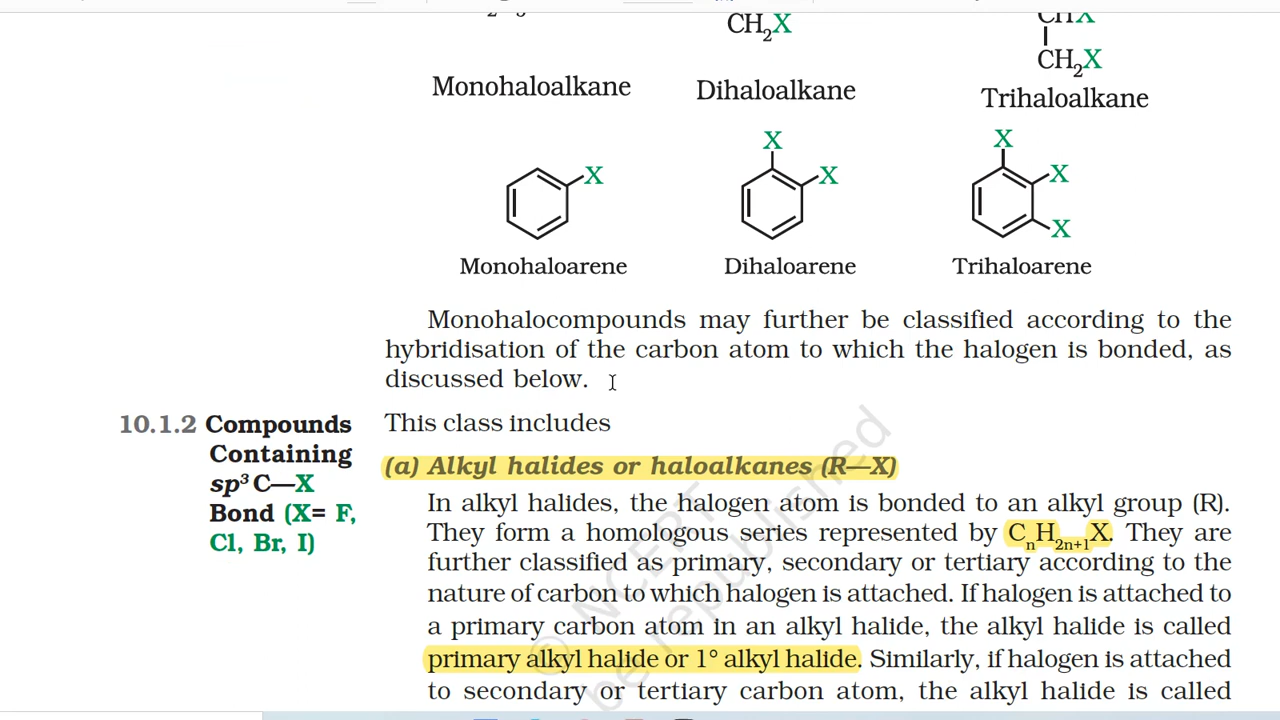 CH₂X
CHX
CH₂X
Monohaloalkane
Dihaloalkane
Trihaloalkane
X
X
X
X
X
X
Monohaloarene
Dihaloarene
Trihaloarene
Monohalocompounds may further be classified according to the
hybridisation of the carbon atom to which the halogen is bonded, as
discussed below.
10.1.2 Compounds
Containing
sp³ C—X
Bond (X= F,
Cl, Br, I)
This class includes
(a) Alkyl halides or haloalkanes (R—X)
In alkyl halides, the halogen atom is bonded to an alkyl group (R).
They form a homologous series represented by CₙH₂ₙ₊₁X. They are
further classified as primary, secondary or tertiary according to the
nature of carbon to which halogen is attached. If halogen is attached to
a primary carbon atom in an alkyl halide, the alkyl halide is called
primary alkyl halide or 1° alkyl halide. Similarly, if halogen is attached
to secondary or tertiary carbon atom, the alkyl halide is called
© NCERT
be republished